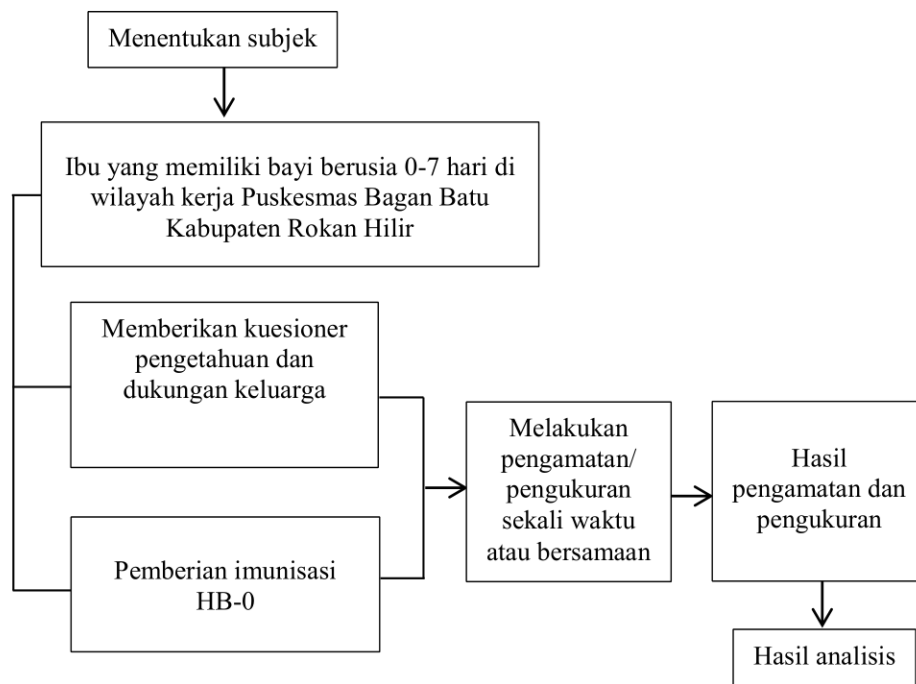 Menentukan subjek
Ibu yang memiliki bayi berusia 0-7 hari di
wilayah kerja Puskesmas Bagan Batu
Kabupaten Rokan Hilir
Memberikan kuesioner
pengetahuan dan
dukungan keluarga
Pemberian imunisasi
HB-0
Melakukan
pengamatan/
pengukuran
sekali waktu
atau bersamaan
Hasil
pengamatan dan
pengukuran
Hasil analisis